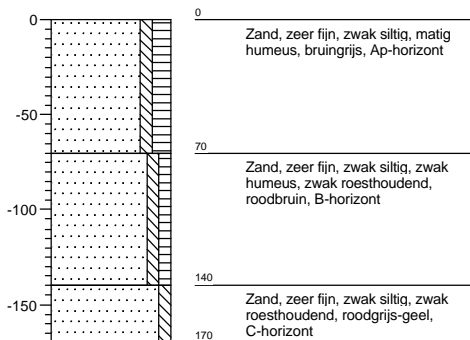 0
0
Zand, zeer fijn, zwak siltig, matig
humeus, bruingrijs, Ap-horizont
-50
70
Zand, zeer fijn, zwak siltig, zwak
humeus, zwak roesthoudend,
roodbruin, B-horizont
-100
140
Zand, zeer fijn, zwak siltig, zwak
roesthoudend, roodgrijs-geel,
C-horizont
-150
170